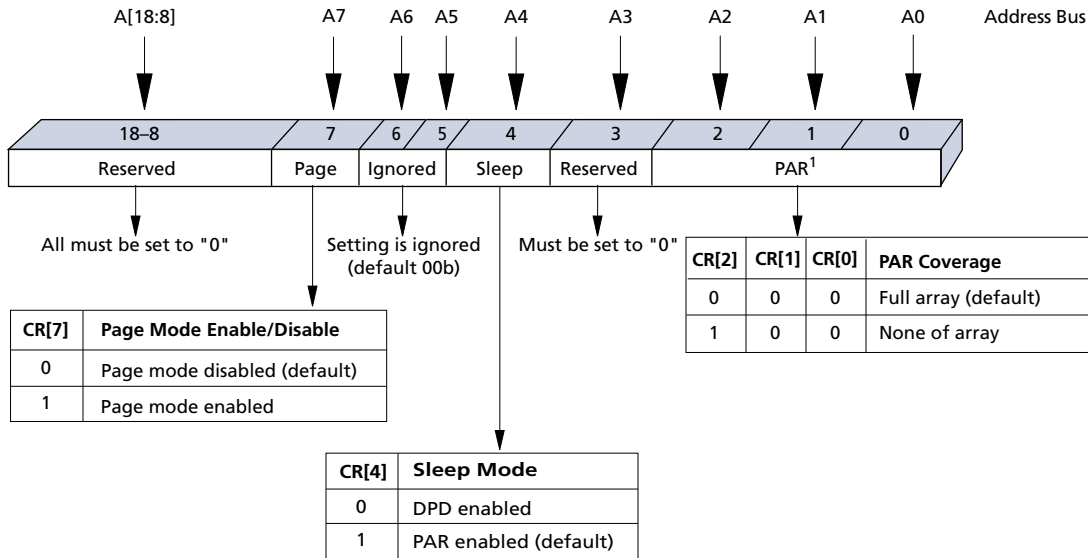 A[18:8] A7 A6 A5 A4 A3 A2 A1 A0 Address Bus
18–8 7 6 5 4 3 2 1 0
Reserved Page Ignored Sleep Reserved PAR1
All must be set to "0"
Setting is ignored
(default 00b)
Must be set to "0"
CR[2] CR[1] CR[0] PAR Coverage
0 0 0 Full array (default)
1 0 0 None of array
CR[7] Page Mode Enable/Disable
0 Page mode disabled (default)
1 Page mode enabled
CR[4] Sleep Mode
0 DPD enabled
1 PAR enabled (default)